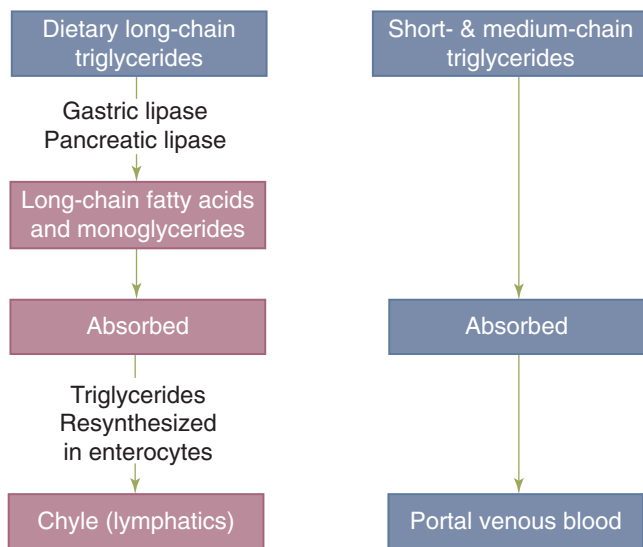 Dietary long-chain
triglycerides
Gastric lipase
Pancreatic lipase
Long-chain fatty acids
and monoglycerides
Absorbed
Triglycerides
Resynthesized
in enterocytes
Chyle (lymphatics)
Short- & medium-chain
triglycerides
Absorbed
Portal venous blood